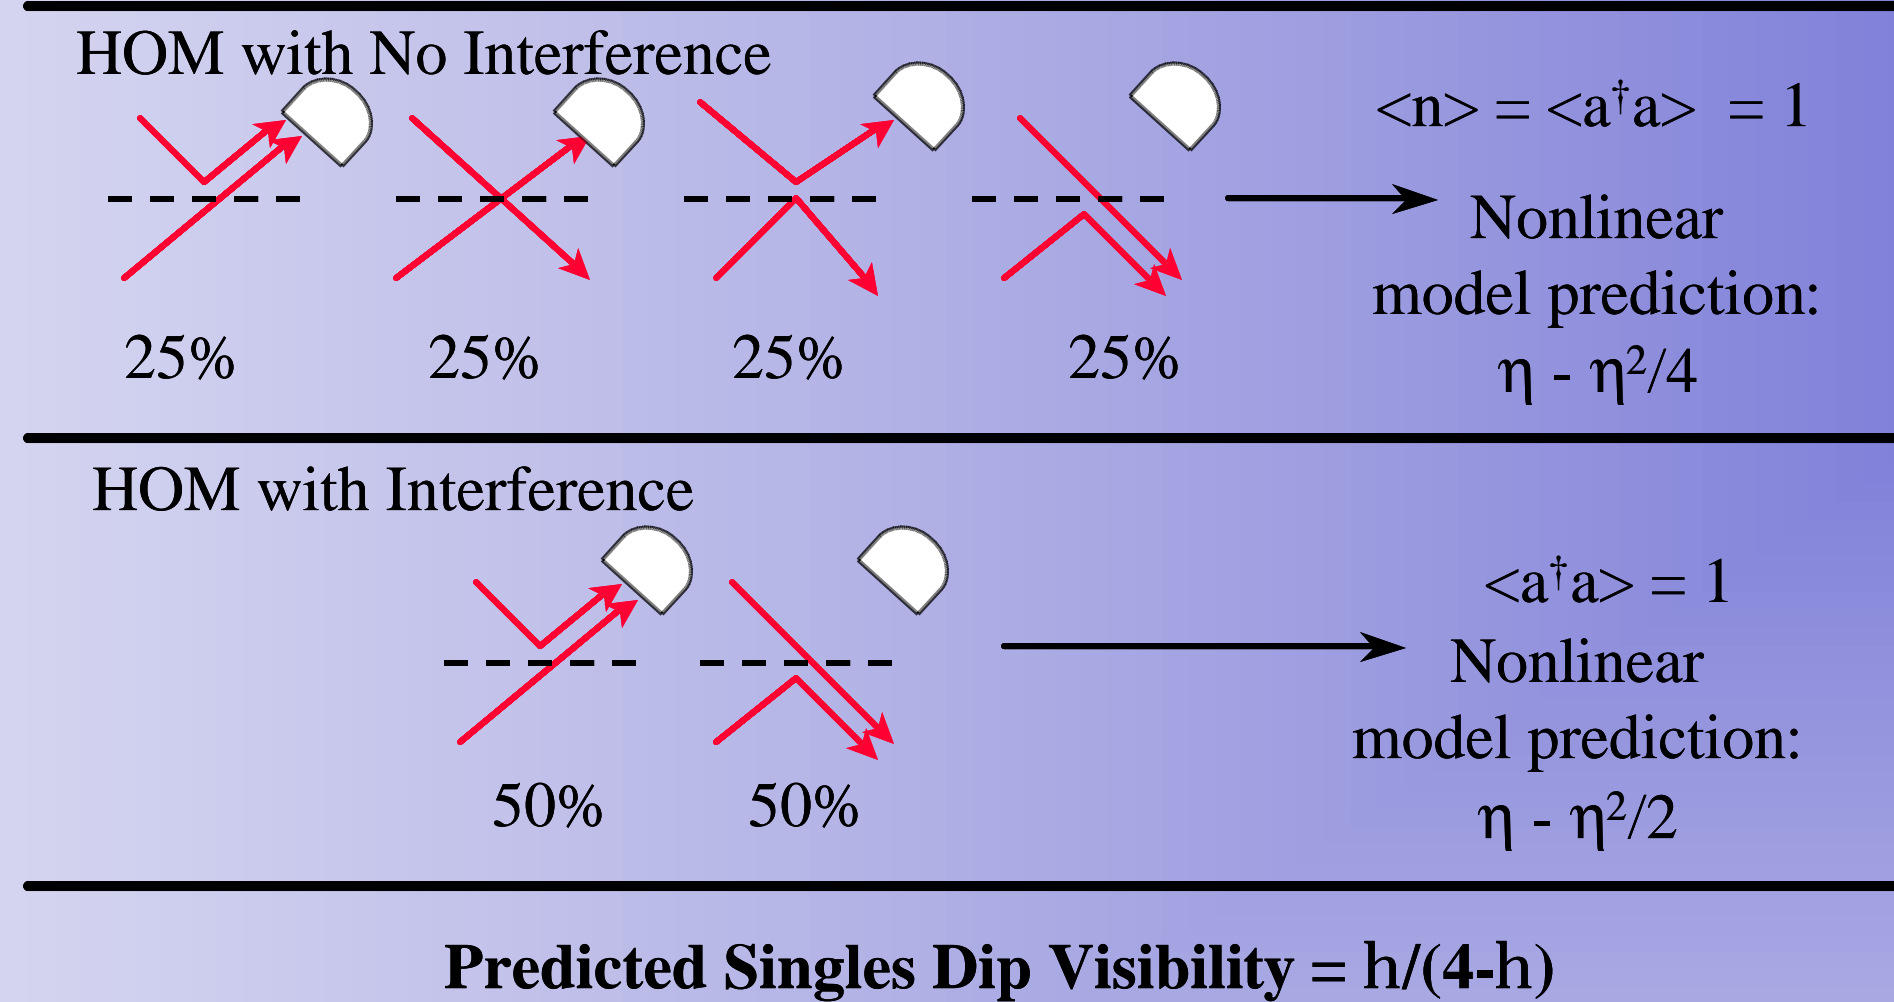 HOM with No Interference
<n> = <a†a> = 1
Nonlinear
model prediction:
η - η²/4
25%
25%
25%
25%
HOM with Interference
<a†a> = 1
Nonlinear
model prediction:
η - η²/2
50%
50%
Predicted Singles Dip Visibility = h/(4-h)